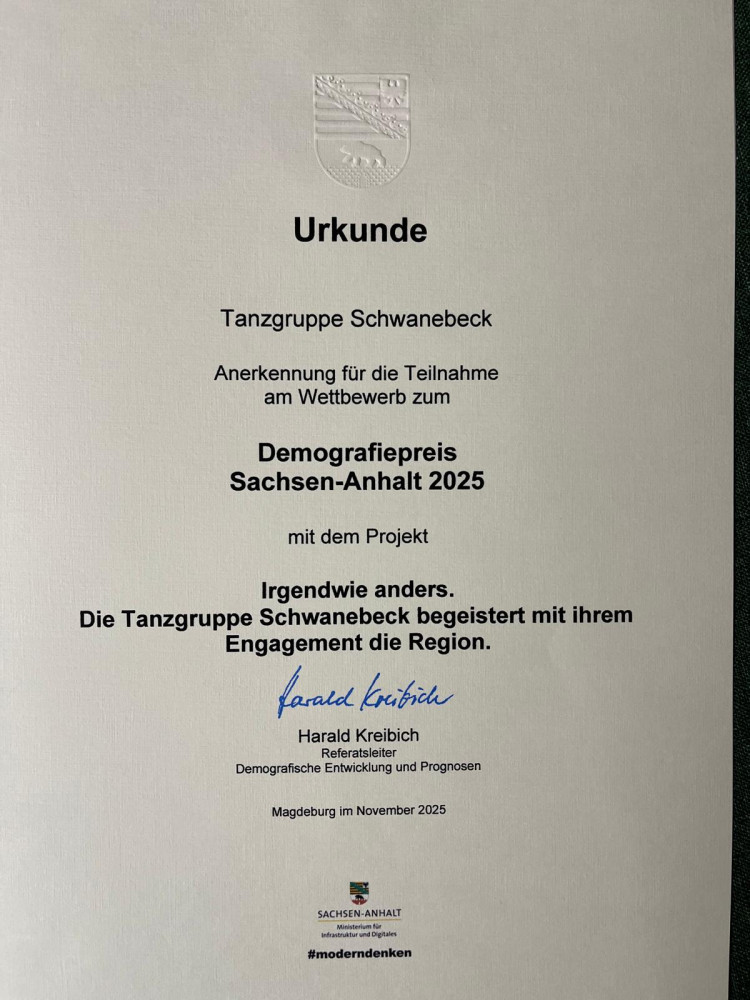 Urkunde
Tanzgruppe Schwanebeck
Anerkennung für die Teilnahme
am Wettbewerb zum
Demografiepreis
Sachsen-Anhalt 2025
mit dem Projekt
Irgendwie anders.
Die Tanzgruppe Schwanebeck begeistert mit ihrem
Engagement die Region.
Harald Kreibich
Harald Kreibich
Referatsleiter
Demografische Entwicklung und Prognosen
Magdeburg im November 2025
SACHSEN-ANHALT
Ministerium für
Infrastruktur und Digitales
#moderndenken